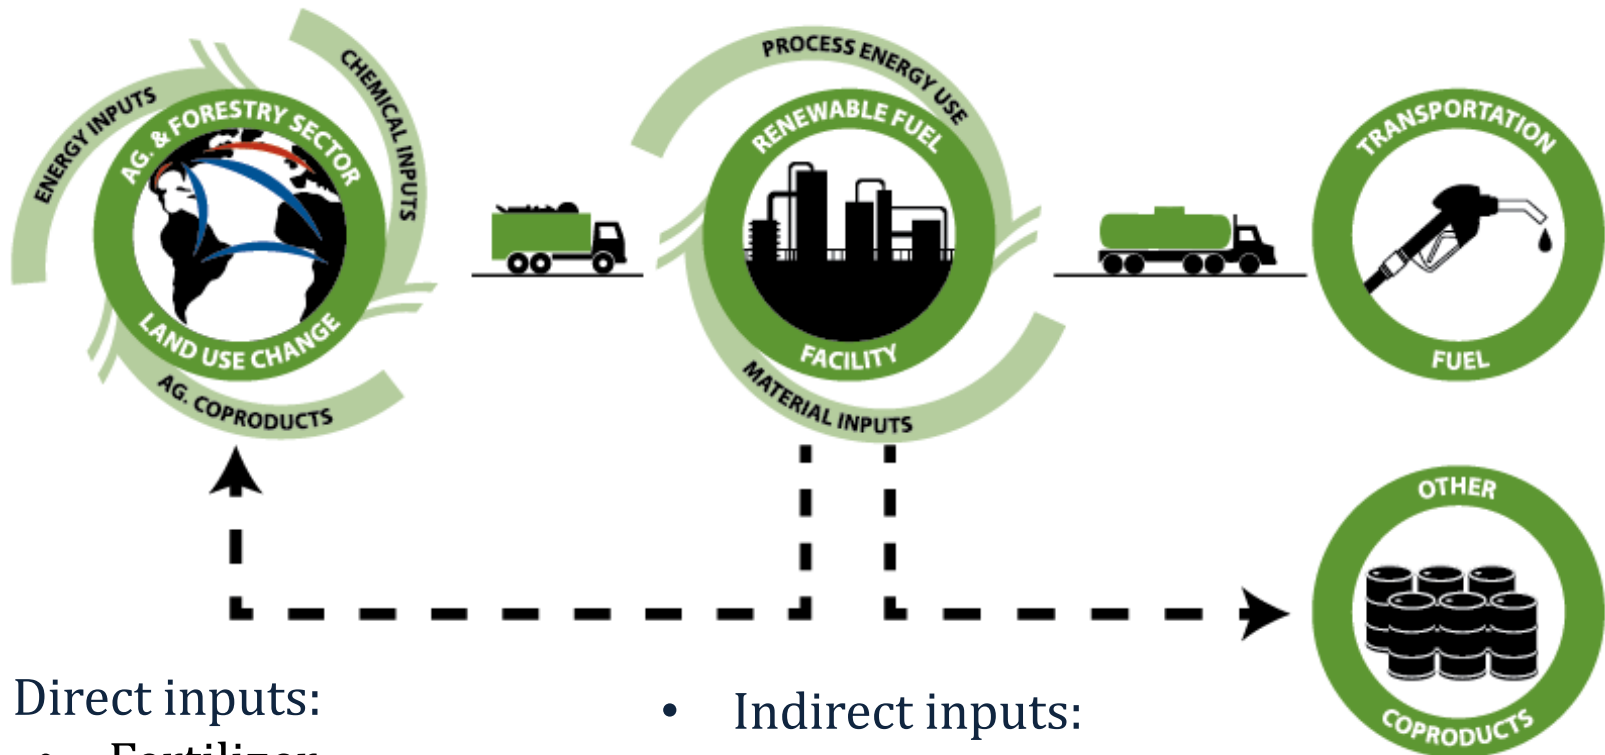 ENERGY INPUTS
CHEMICAL INPUTS
AG. & FORESTRY SECTOR
LAND USE CHANGE
AG. COPRODUCTS
PROCESS ENERGY USE
RENEWABLE FUEL
FACILITY
MATERIAL INPUTS
TRANSPORTATION
FUEL
OTHER
COPRODUCTS
Direct inputs:
• Fertilizer
• Indirect inputs: